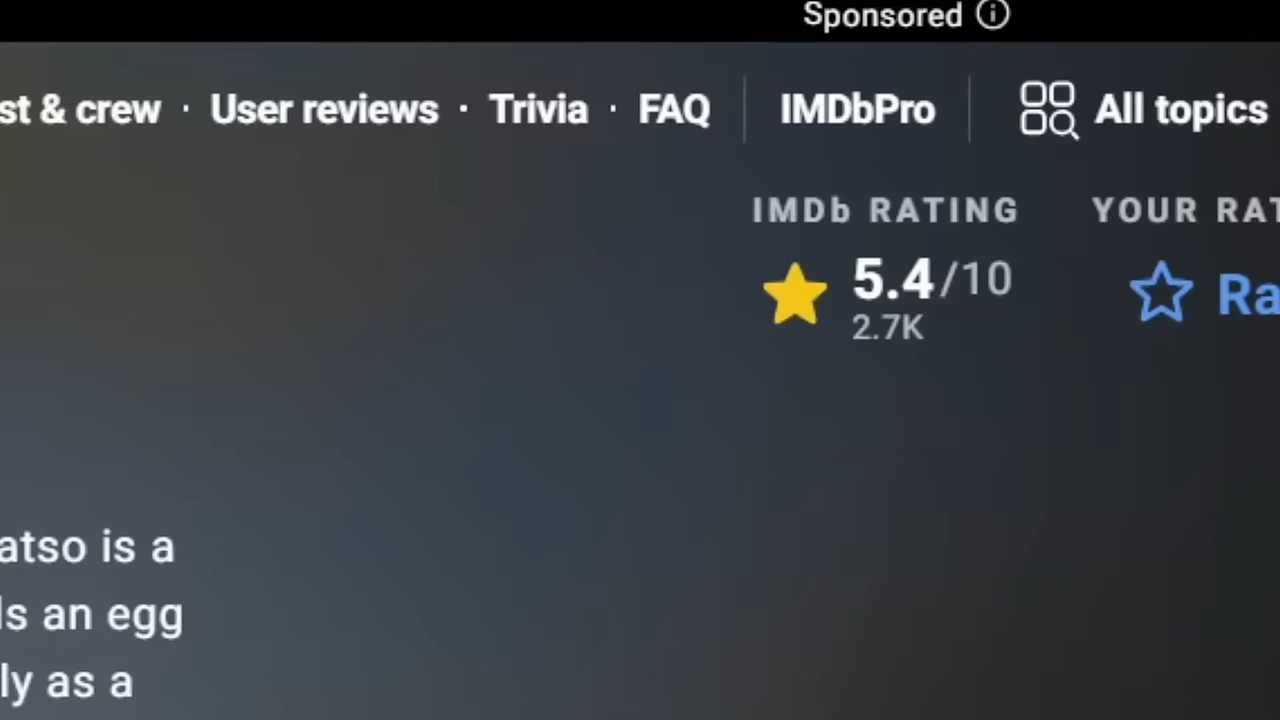 Sponsored
st & crew · User reviews · Trivia · FAQ IMDbPro All topics
IMDb RATING YOUR RAT
5.4/10 Ra
2.7K
atso is a
ls an egg
ly as a